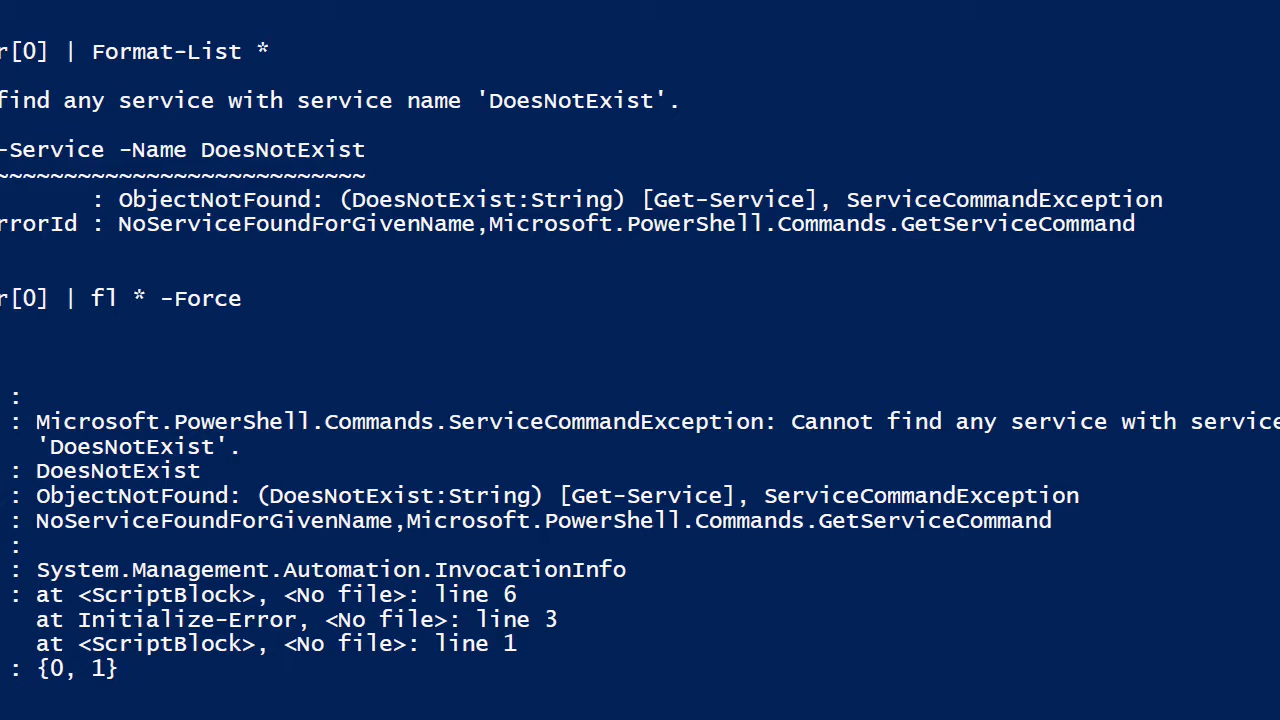 r[0] | Format-List *
find any service with service name 'DoesNotExist'.
-Service -Name DoesNotExist
~~~~~~~~~~~~~~~~~~~~~~~~~~~
: ObjectNotFound: (DoesNotExist:String) [Get-Service], ServiceCommandException
rrorId : NoServiceFoundForGivenName,Microsoft.PowerShell.Commands.GetServiceCommand
r[0] | fl * -Force
:
: Microsoft.PowerShell.Commands.ServiceCommandException: Cannot find any service with service
'DoesNotExist'.
: DoesNotExist
: ObjectNotFound: (DoesNotExist:String) [Get-Service], ServiceCommandException
: NoServiceFoundForGivenName,Microsoft.PowerShell.Commands.GetServiceCommand
:
: System.Management.Automation.InvocationInfo
: at <ScriptBlock>, <No file>: line 6
at Initialize-Error, <No file>: line 3
at <ScriptBlock>, <No file>: line 1
: {0, 1}